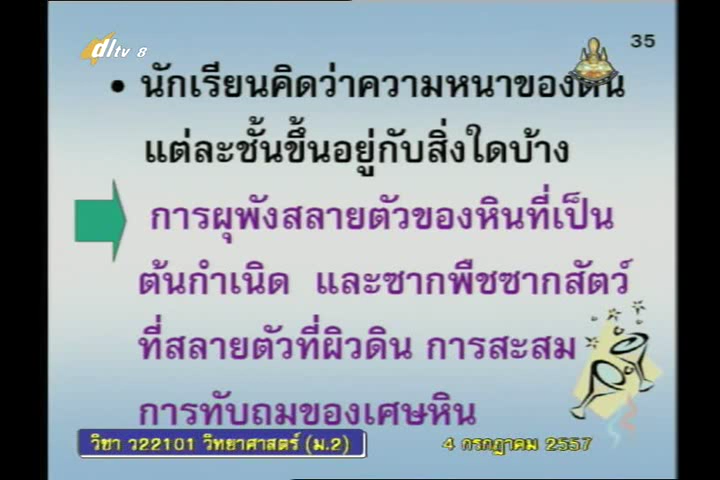 dltv 8
35
• นักเรียนคิดว่าความหนาของดิน
แต่ละชั้นขึ้นอยู่กับสิ่งใดบ้าง
การผุพังสลายตัวของหินที่เป็น
ต้นกำเนิด และซากพืชซากสัตว์
ที่สลายตัวที่ผิวดิน การสะสม
การทับถมของเศษหิน
วิชา ว22101 วิทยาศาสตร์ (ม.2)
4 กรกฎาคม 2557